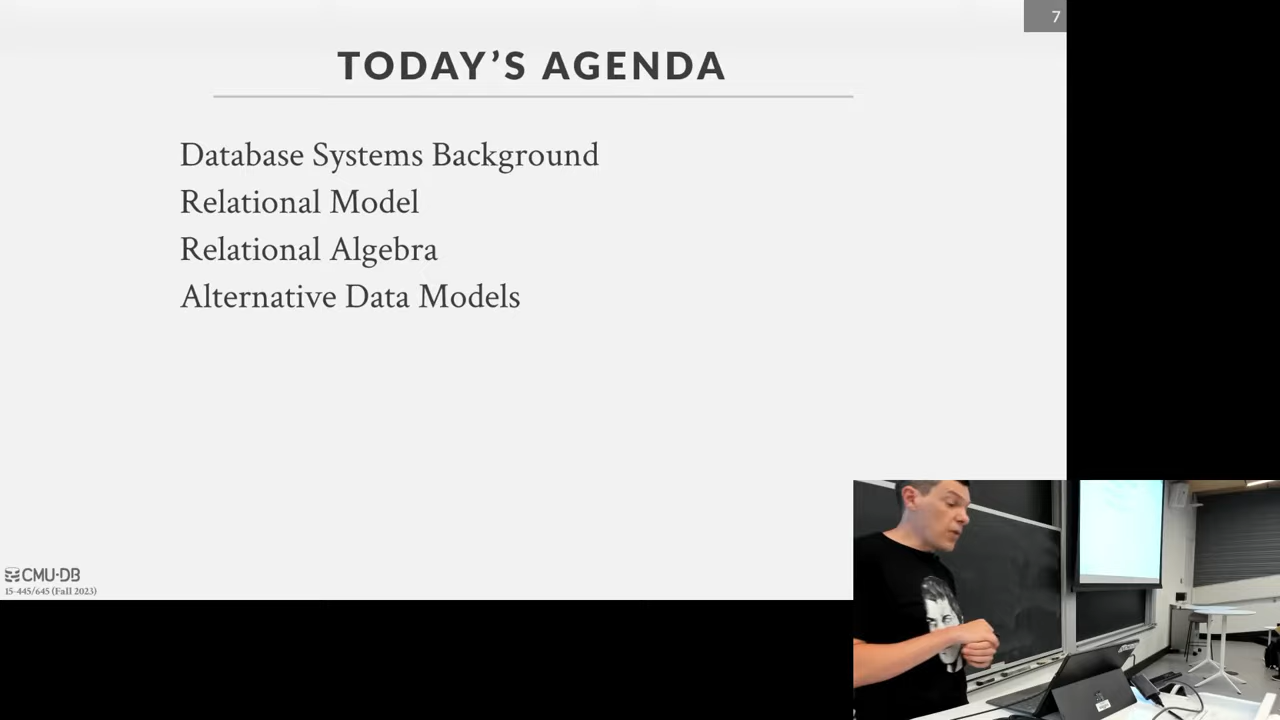 7
TODAY’S AGENDA
Database Systems Background
Relational Model
Relational Algebra
Alternative Data Models
CMU·DB
15-445/645 (Fall 2023)